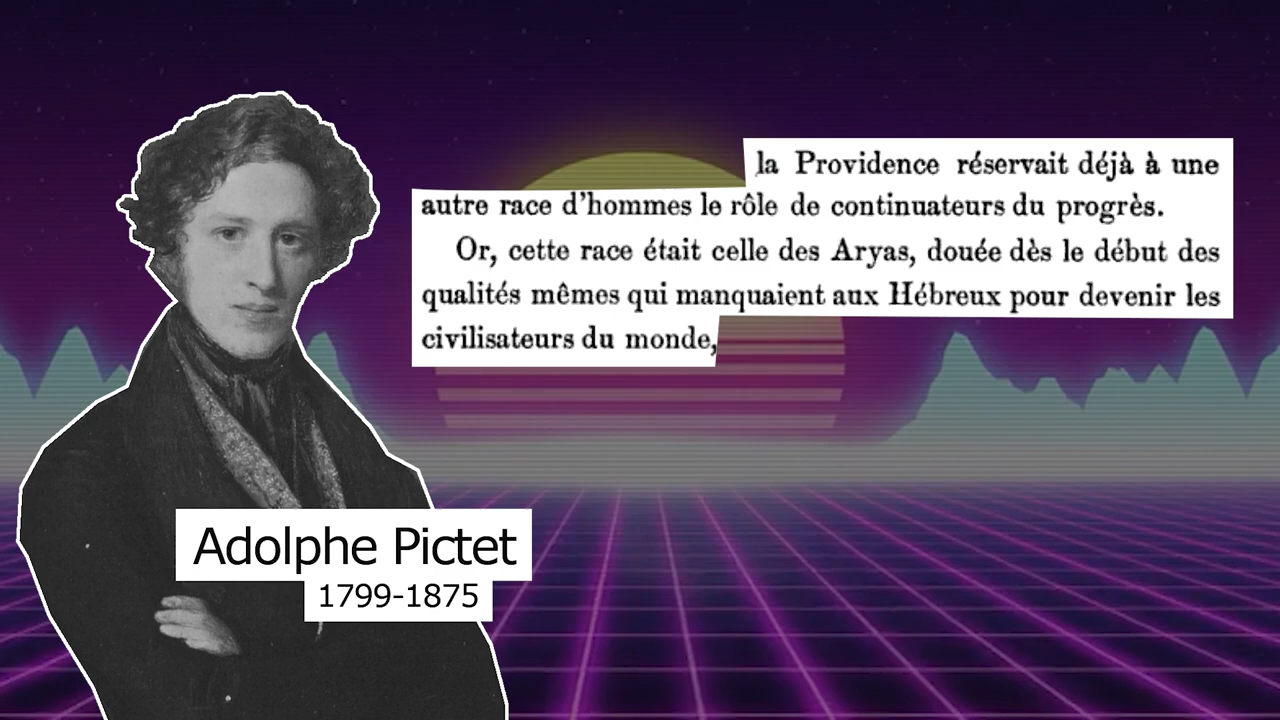 la Providence réservait déjà à une
autre race d'hommes le rôle de continuateurs du progrès.
Or, cette race était celle des Aryas, douée dès le début des
qualités mêmes qui manquaient aux Hébreux pour devenir les
civilisateurs du monde,
Adolphe Pictet
1799-1875